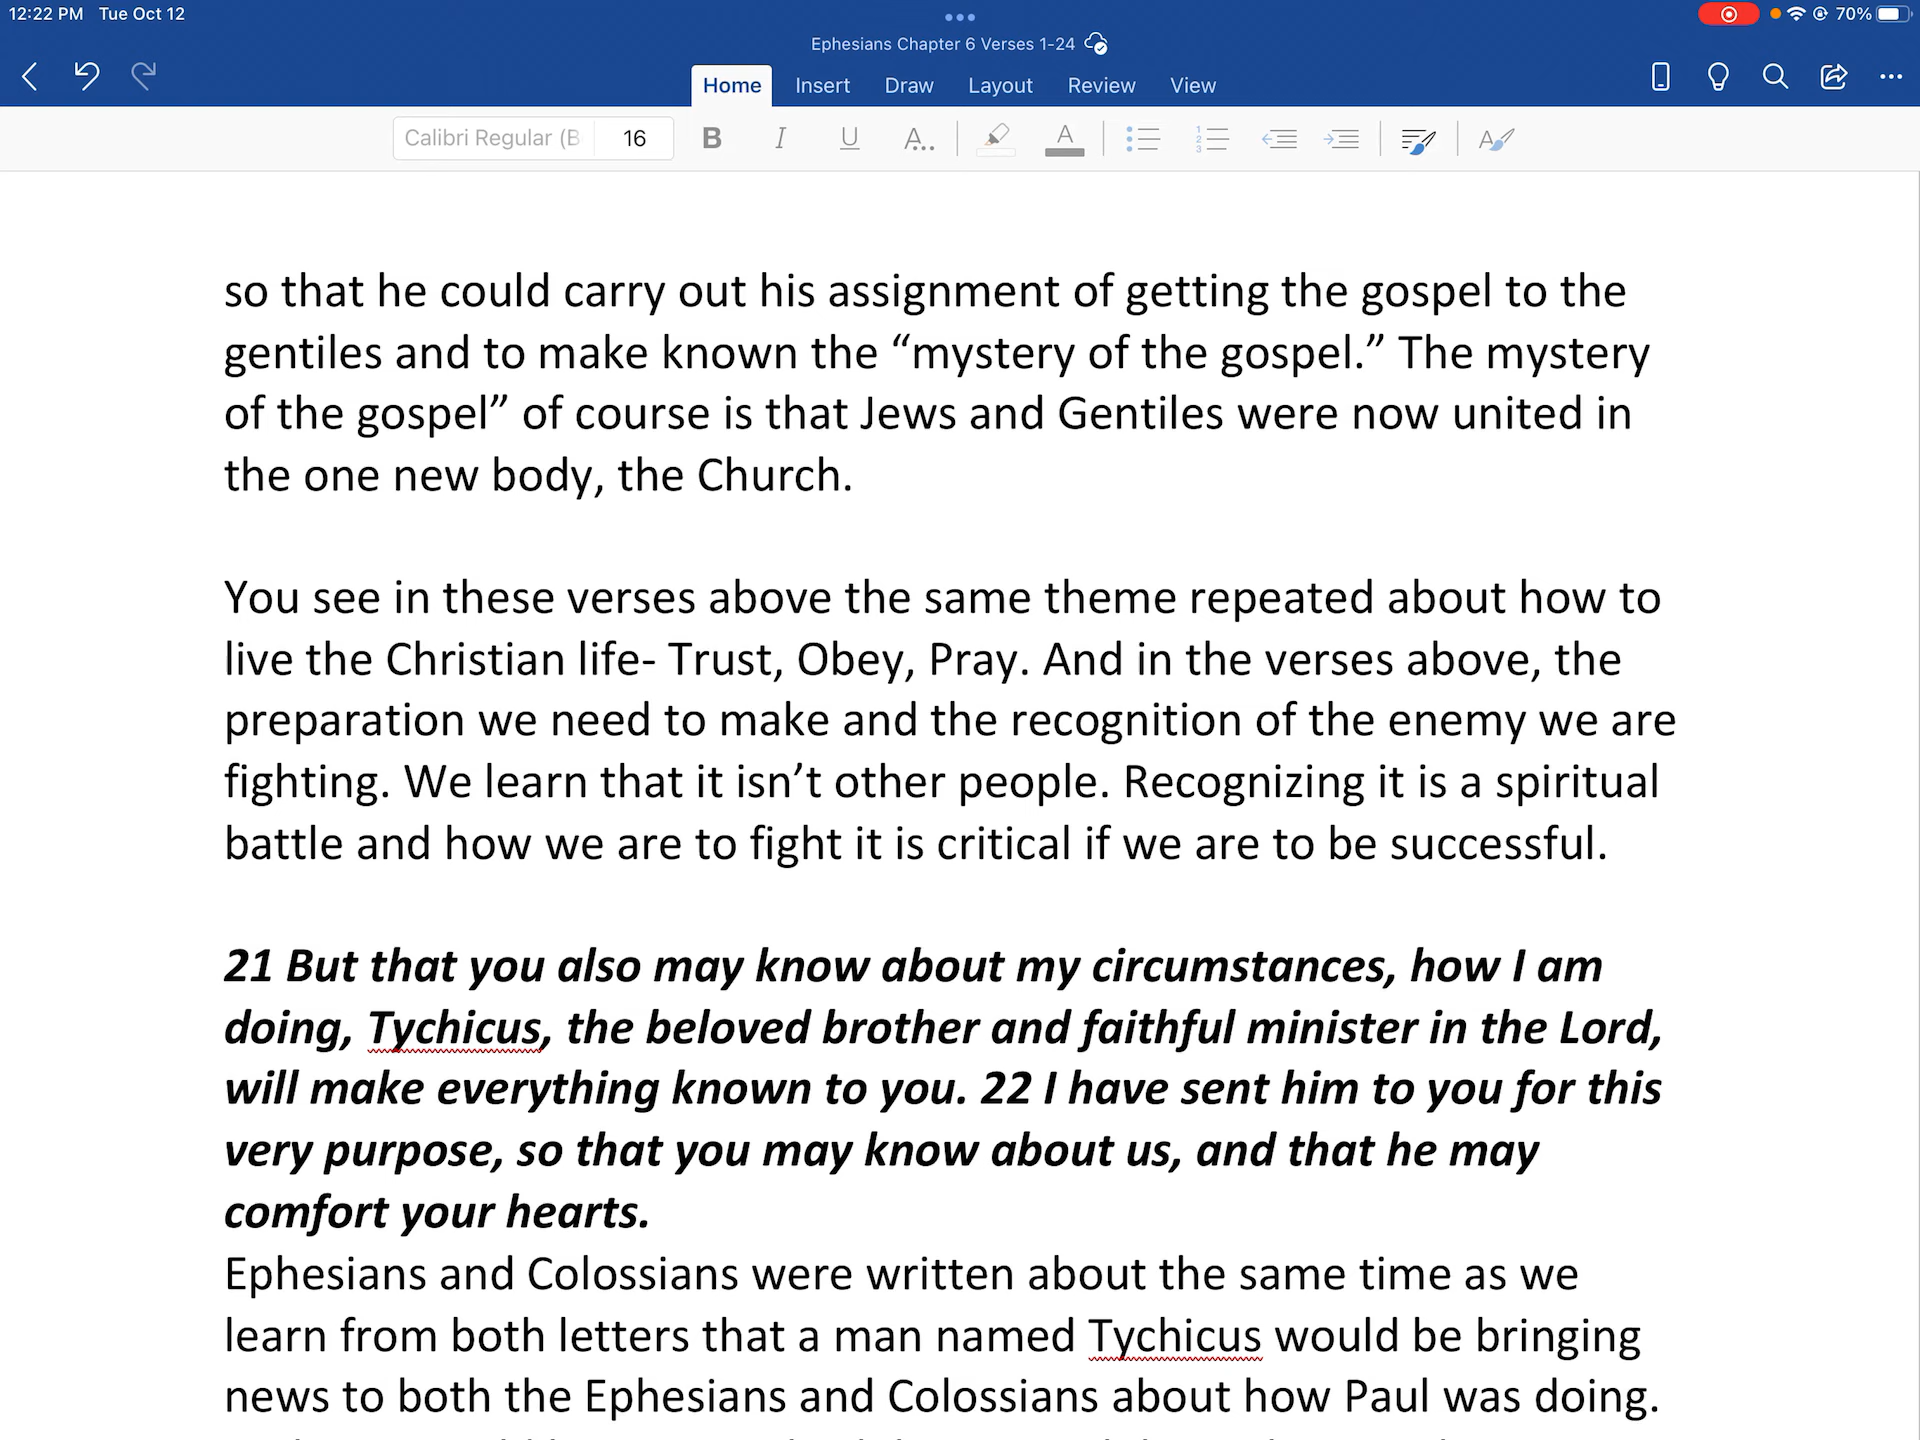 12:22 PM Tue Oct 12
70%
Ephesians Chapter 6 Verses 1-24
Home Insert Draw Layout Review View
Calibri Regular (B 16 B I U A.. A A
so that he could carry out his assignment of getting the gospel to the
gentiles and to make known the “mystery of the gospel.” The mystery
of the gospel” of course is that Jews and Gentiles were now united in
the one new body, the Church.
You see in these verses above the same theme repeated about how to
live the Christian life- Trust, Obey, Pray. And in the verses above, the
preparation we need to make and the recognition of the enemy we are
fighting. We learn that it isn’t other people. Recognizing it is a spiritual
battle and how we are to fight it is critical if we are to be successful.
21 But that you also may know about my circumstances, how I am
doing, Tychicus, the beloved brother and faithful minister in the Lord,
will make everything known to you. 22 I have sent him to you for this
very purpose, so that you may know about us, and that he may
comfort your hearts.
Ephesians and Colossians were written about the same time as we
learn from both letters that a man named Tychicus would be bringing
news to both the Ephesians and Colossians about how Paul was doing.